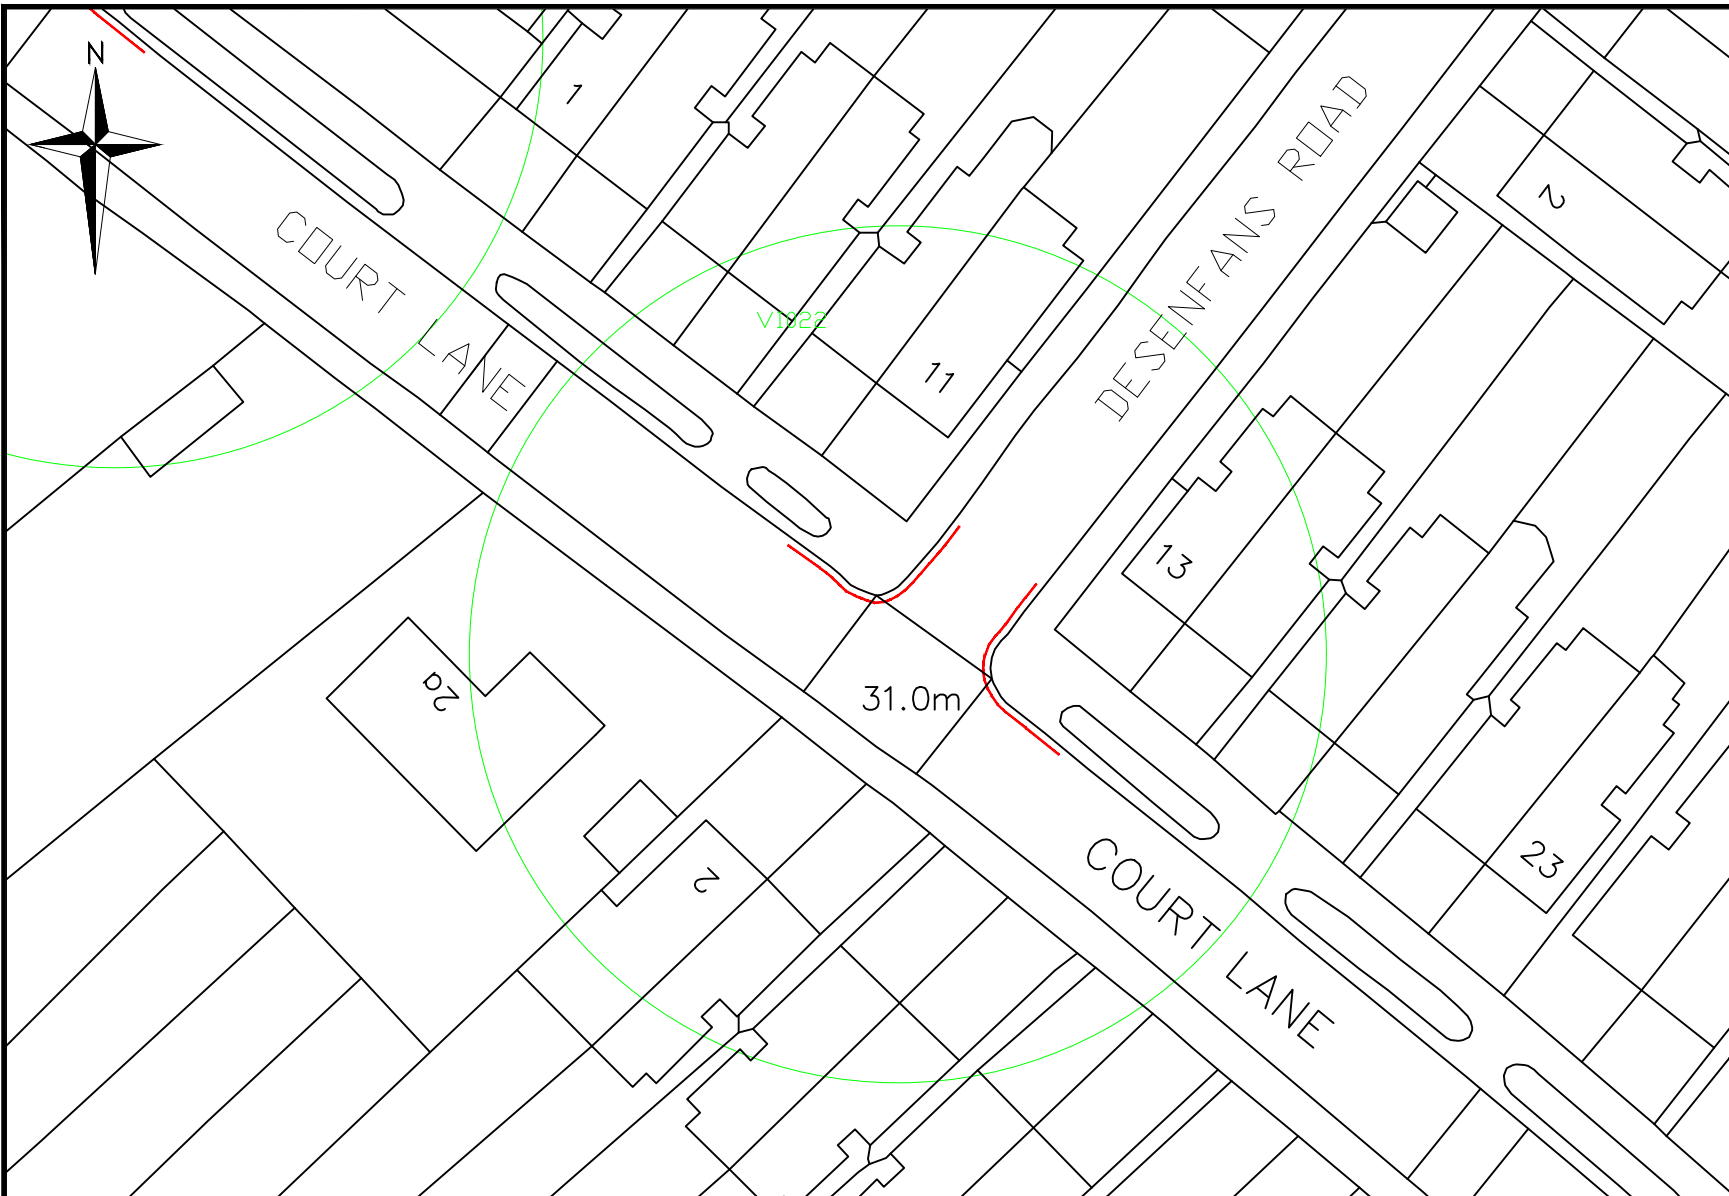 N
1
COURT
LANE
DESENFANS ROAD
2
V1822
11
13
2a
31.0m
2
COURT
LANE
23